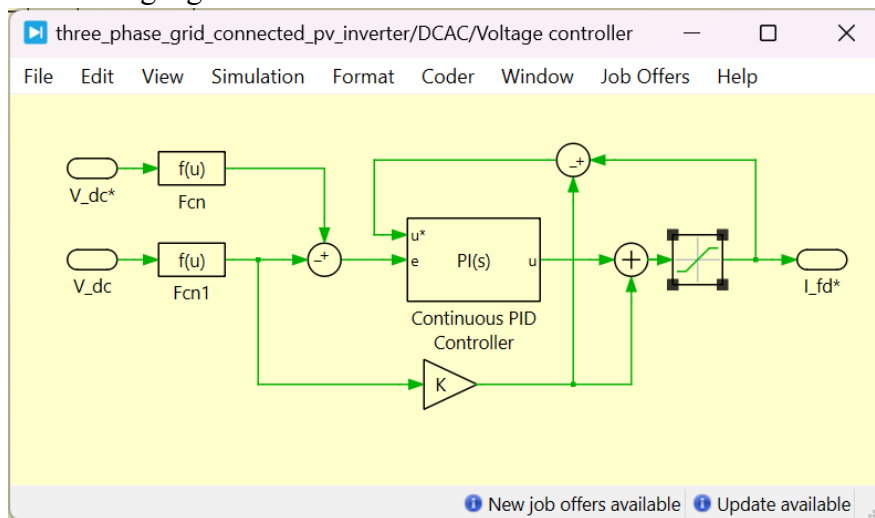 three_phase_grid_connected_pv_inverter/DCAC/Voltage controller
File Edit View Simulation Format Coder Window Job Offers Help
V_dc*
f(u)
Fcn
V_dc
f(u)
Fcn1
-+
-+
u*
e PI(s) u
Continuous PID
Controller
+
K
I_fd*
New job offers available Update available